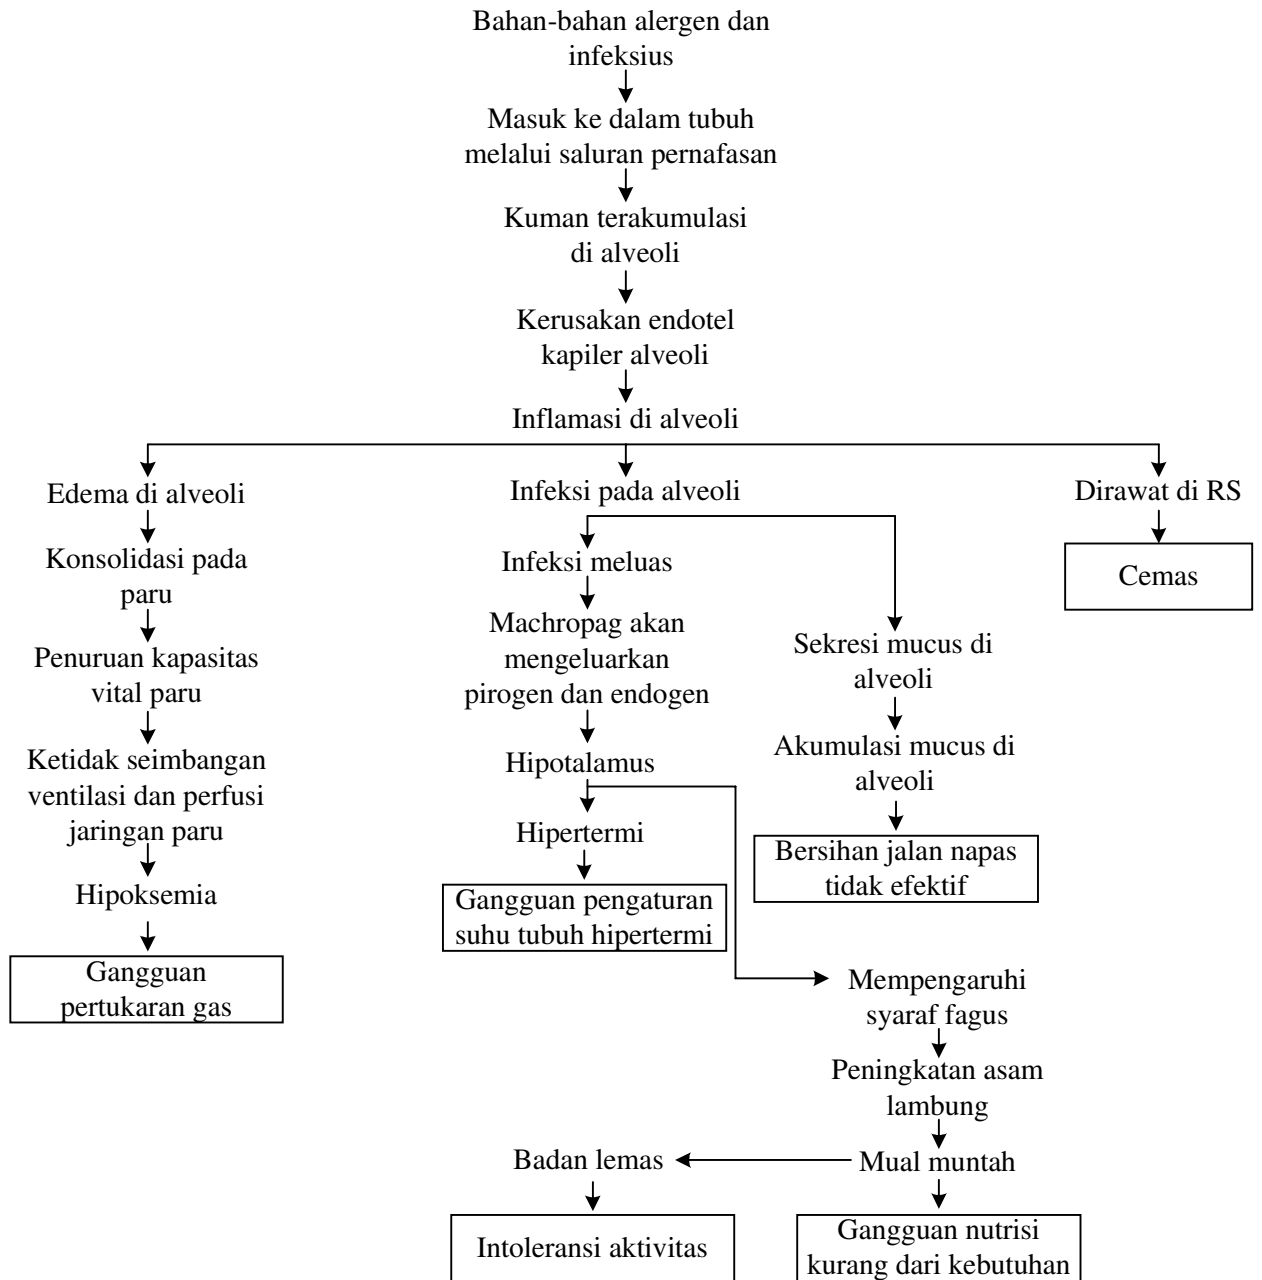 Bahan-bahan alergen dan
infeksius
Masuk ke dalam tubuh
melalui saluran pernafasan
Kuman terakumulasi
di alveoli
Kerusakan endotel
kapiler alveoli
Inflamasi di alveoli
Edema di alveoli
Konsolidasi pada
paru
Penuruan kapasitas
vital paru
Ketidak seimbangan
ventilasi dan perfusi
jaringan paru
Hipoksemia
Gangguan
pertukaran gas
Infeksi pada alveoli
Infeksi meluas
Machropag akan
mengeluarkan
pirogen dan endogen
Hipotalamus
Hipertermi
Gangguan pengaturan
suhu tubuh hipertermi
Sekresi mucus di
alveoli
Akumulasi mucus di
alveoli
Bersihan jalan napas
tidak efektif
Dirawat di RS
Cemas
Mempengaruhi
syaraf fagus
Peningkatan asam
lambung
Mual muntah
Badan lemas
Intoleransi aktivitas
Gangguan nutrisi
kurang dari kebutuhan